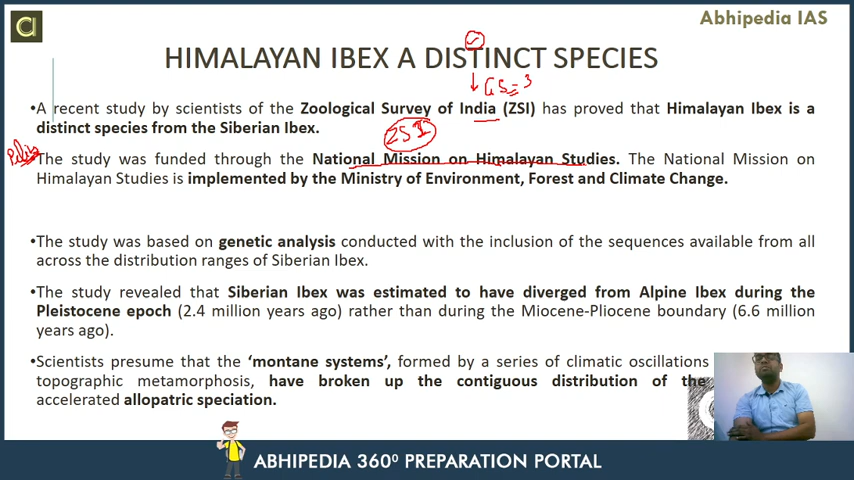 Abhipedia IAS
HIMALAYAN IBEX A DISTINCT SPECIES
GS=3
•A recent study by scientists of the Zoological Survey of India (ZSI) has proved that Himalayan Ibex is a
distinct species from the Siberian Ibex.
ZSI
•The study was funded through the National Mission on Himalayan Studies. The National Mission on
Himalayan Studies is implemented by the Ministry of Environment, Forest and Climate Change.
•The study was based on genetic analysis conducted with the inclusion of the sequences available from all
across the distribution ranges of Siberian Ibex.
•The study revealed that Siberian Ibex was estimated to have diverged from Alpine Ibex during the
Pleistocene epoch (2.4 million years ago) rather than during the Miocene-Pliocene boundary (6.6 million
years ago).
•Scientists presume that the ‘montane systems’, formed by a series of climatic oscillations
topographic metamorphosis, have broken up the contiguous distribution of the
accelerated allopatric speciation.
ABHIPEDIA 360⁰ PREPARATION PORTAL